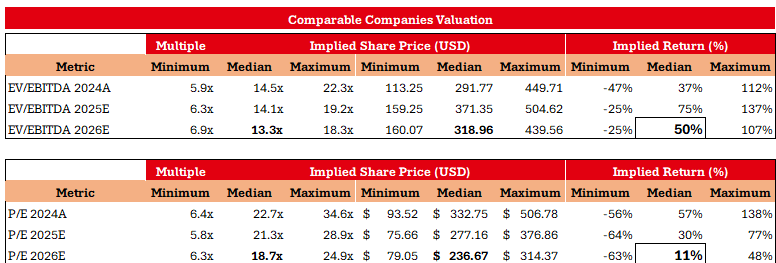 Comparable Companies Valuation
Multiple Implied Share Price (USD) Implied Return (%)
Metric Minimum Median Maximum Minimum Median Maximum Minimum Median Maximum
EV/EBITDA 2024A 5.9x 14.5x 22.3x 113.25 291.77 449.71 -47% 37% 112%
EV/EBITDA 2025E 6.3x 14.1x 19.2x 159.25 371.35 504.62 -25% 75% 137%
EV/EBITDA 2026E 6.9x 13.3x 18.3x 160.07 318.96 439.56 -25% 50% 107%
Multiple Implied Share Price (USD) Implied Return (%)
Metric Minimum Median Maximum Minimum Median Maximum Minimum Median Maximum
P/E 2024A 6.4x 22.7x 34.6x $ 93.52 $ 332.75 $ 506.78 -56% 57% 138%
P/E 2025E 5.8x 21.3x 28.9x $ 75.66 $ 277.16 $ 376.86 -64% 30% 77%
P/E 2026E 6.3x 18.7x 24.9x $ 79.05 $ 236.67 $ 314.37 -63% 11% 48%